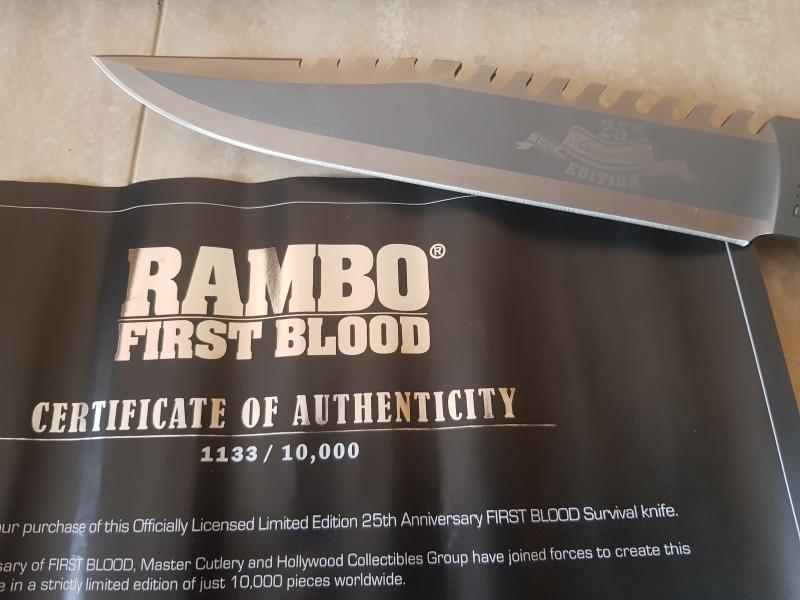 25TH
Anniversary
EDITION
RAMBO®
FIRST BLOOD
CERTIFICATE OF AUTHENTICITY
1133 / 10,000
purchase of this Officially Licensed Limited Edition 25th Anniversary FIRST BLOOD Survival knife.
of FIRST BLOOD, Master Cutlery and Hollywood Collectibles Group have joined forces to create this
in a strictly limited edition of just 10,000 pieces worldwide.